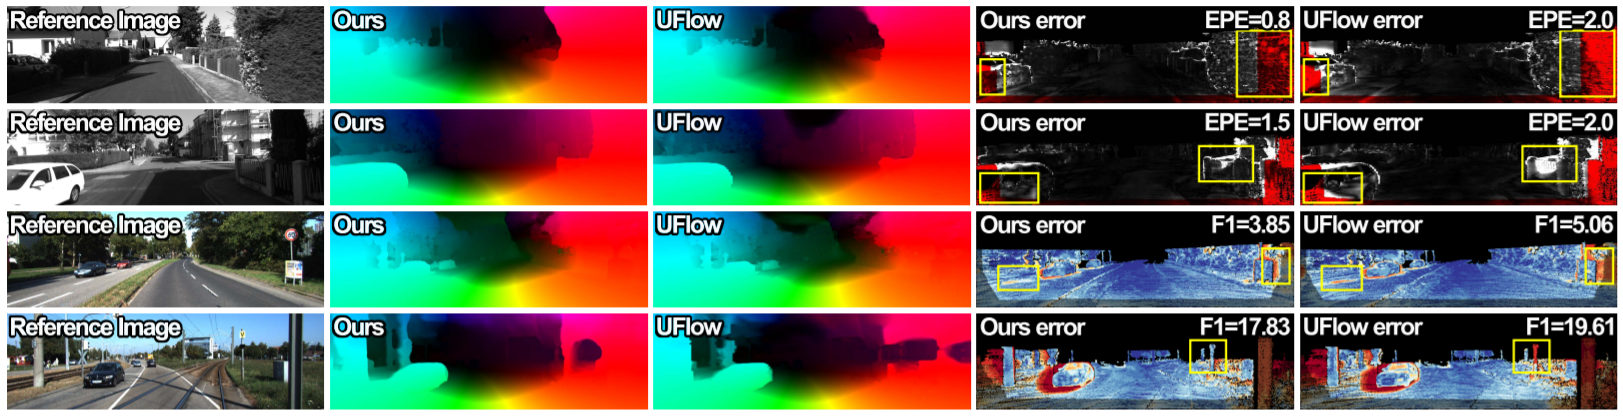 Reference Image Ours UFlow Ours error EPE=0.8 UFlow error EPE=2.0
Reference Image Ours UFlow Ours error EPE=1.5 UFlow error EPE=2.0
Reference Image Ours UFlow Ours error F1=3.85 UFlow error F1=5.06
Reference Image Ours UFlow Ours error F1=17.83 UFlow error F1=19.61